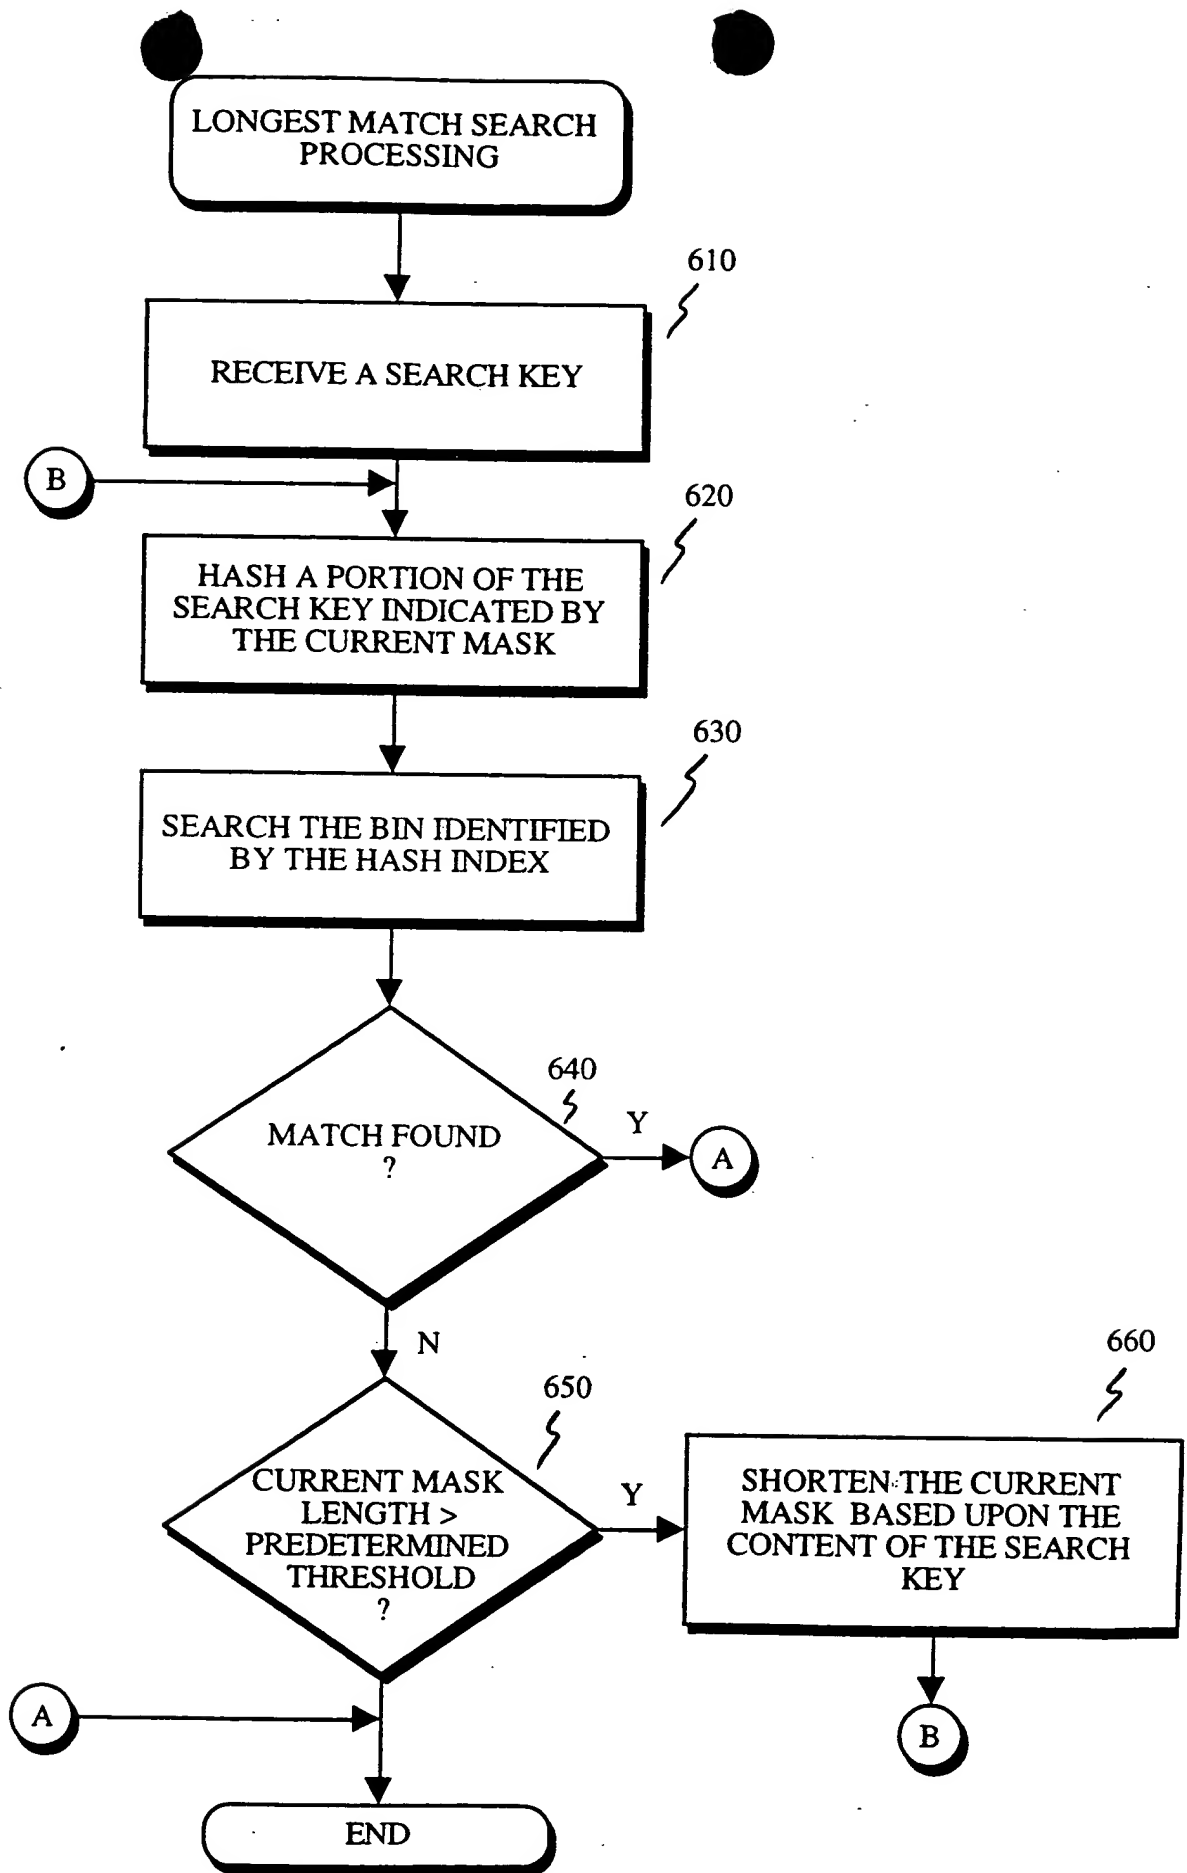 LONGEST MATCH SEARCH
PROCESSING
610
RECEIVE A SEARCH KEY
B
620
HASH A PORTION OF THE
SEARCH KEY INDICATED BY
THE CURRENT MASK
630
SEARCH THE BIN IDENTIFIED
BY THE HASH INDEX
640
MATCH FOUND
?
Y
A
N
650
CURRENT MASK
LENGTH >
PREDETERMINED
THRESHOLD
?
Y
660
SHORTEN THE CURRENT
MASK BASED UPON THE
CONTENT OF THE SEARCH
KEY
A
B
END